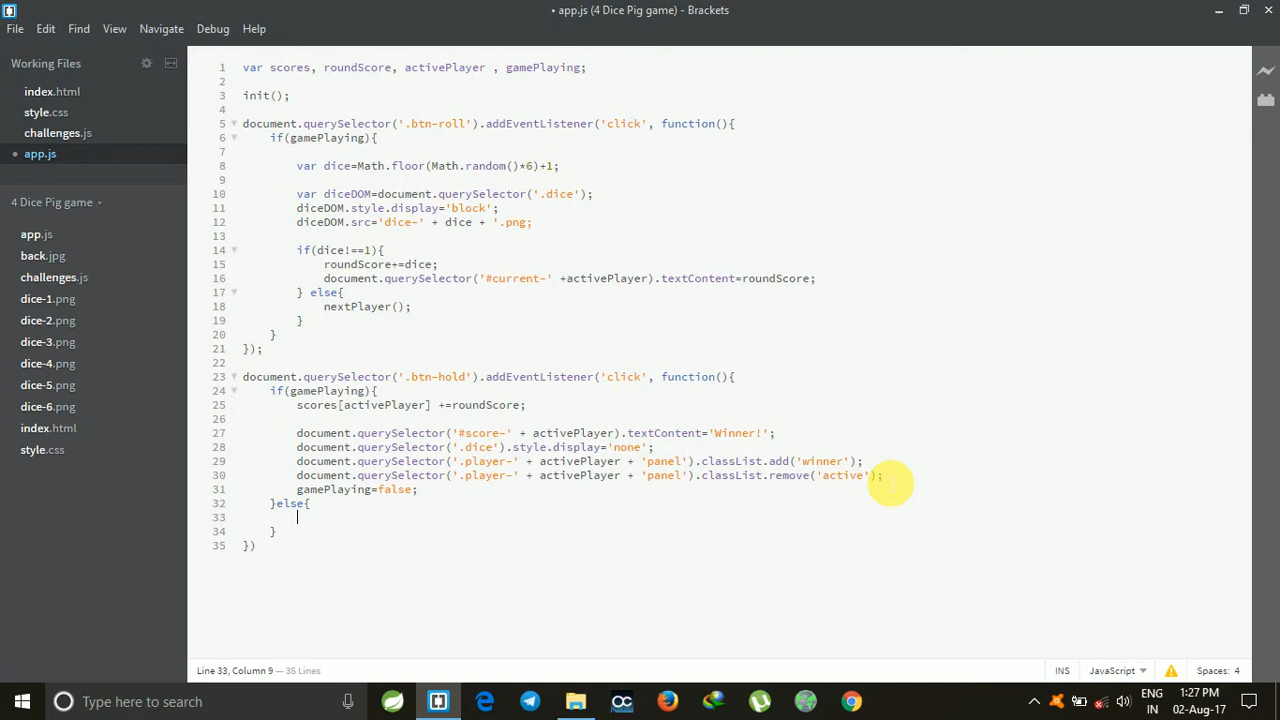 • app.js (4 Dice Pig game) - Brackets
File Edit Find View Navigate Debug Help
Working Files
index.html
style.css
challenges.js
• app.js
4 Dice Pig game
app.js
back.jpg
challenges.js
dice-1.png
dice-2.png
dice-3.png
dice-4.png
dice-5.png
dice-6.png
index.html
style.css
1 var scores, roundScore, activePlayer , gamePlaying;
2
3 init();
4
5 document.querySelector('.btn-roll').addEventListener('click', function(){
6 if(gamePlaying){
7
8 var dice=Math.floor(Math.random()*6)+1;
9
10 var diceDOM=document.querySelector('.dice');
11 diceDOM.style.display='block';
12 diceDOM.src='dice-' + dice + '.png;
13
14 if(dice!==1){
15 roundScore+=dice;
16 document.querySelector('#current-' +activePlayer).textContent=roundScore;
17 } else{
18 nextPlayer();
19 }
20 }
21 });
22
23 document.querySelector('.btn-hold').addEventListener('click', function(){
24 if(gamePlaying){
25 scores[activePlayer] +=roundScore;
26
27 document.querySelector('#score-' + activePlayer).textContent='Winner!';
28 document.querySelector('.dice').style.display='none';
29 document.querySelector('.player-' + activePlayer + 'panel').classList.add('winner');
30 document.querySelector('.player-' + activePlayer + 'panel').classList.remove('active');
31 gamePlaying=false;
32 }else{
33
34 }
35 })
Line 33, Column 9 — 35 Lines
INS JavaScript Spaces: 4
Type here to search
ENG
IN
1:27 PM
02-Aug-17